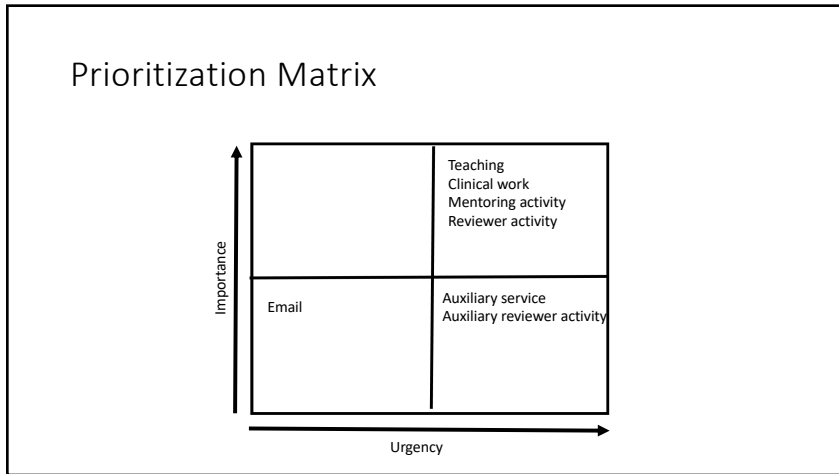 Prioritization Matrix
Teaching
Clinical work
Mentoring activity
Reviewer activity
Importance
Email
Auxiliary service
Auxiliary reviewer activity
Urgency